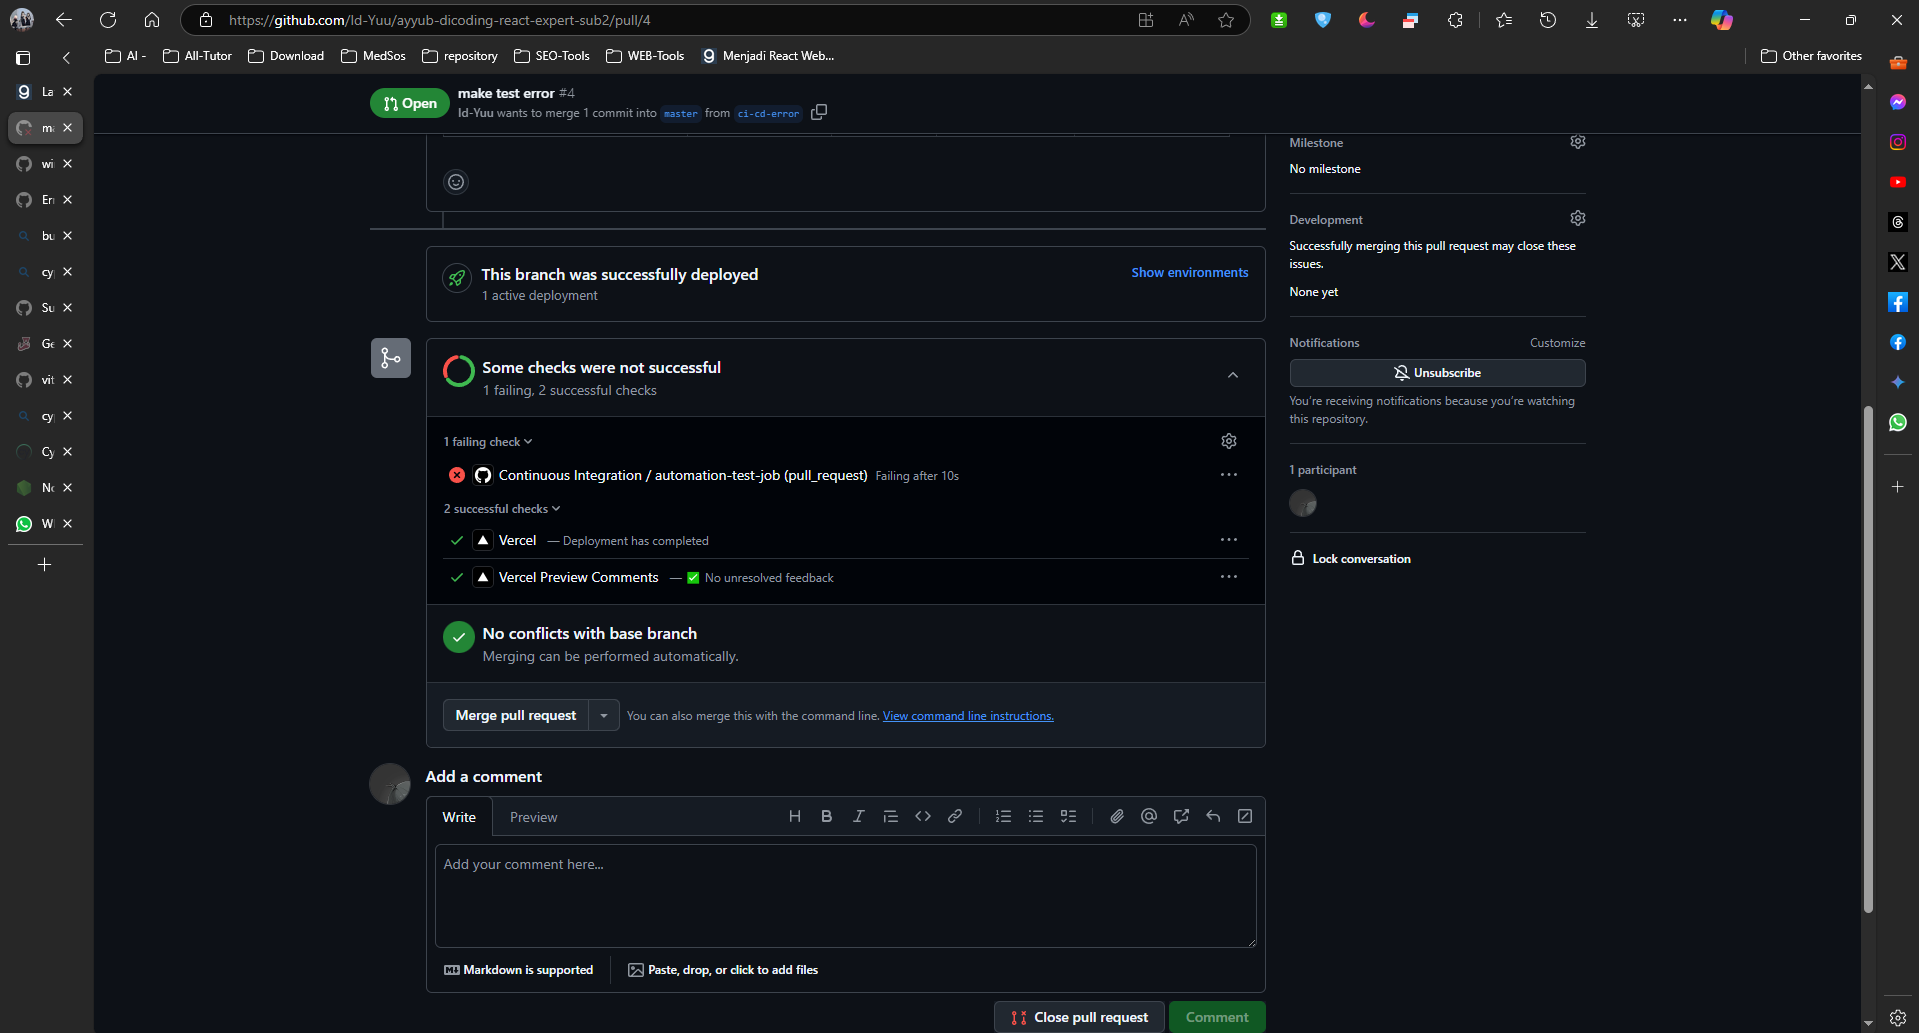 https://github.com/Id-Yuu/ayyub-dicoding-react-expert-sub2/pull/4
AI -
All-Tutor
Download
MedSos
repository
SEO-Tools
WEB-Tools
Menjadi React Web...
Other favorites
La
wi
bu
cy
Su
Ge
vit
cy
Cy
Open
make test error #4
Id-Yuu wants to merge 1 commit into master from ci-cd-error
This branch was successfully deployed
1 active deployment
Show environments
Some checks were not successful
1 failing, 2 successful checks
1 failing check
Continuous Integration / automation-test-job (pull_request) Failing after 10s
2 successful checks
Vercel — Deployment has completed
Vercel Preview Comments — ✅ No unresolved feedback
No conflicts with base branch
Merging can be performed automatically.
Merge pull request
You can also merge this with the command line. View command line instructions.
Add a comment
Write
Preview
Add your comment here...
Markdown is supported
Paste, drop, or click to add files
Close pull request
Comment
Milestone
No milestone
Development
Successfully merging this pull request may close these
issues.
None yet
Notifications
Customize
Unsubscribe
You're receiving notifications because you're watching
this repository.
1 participant
Lock conversation